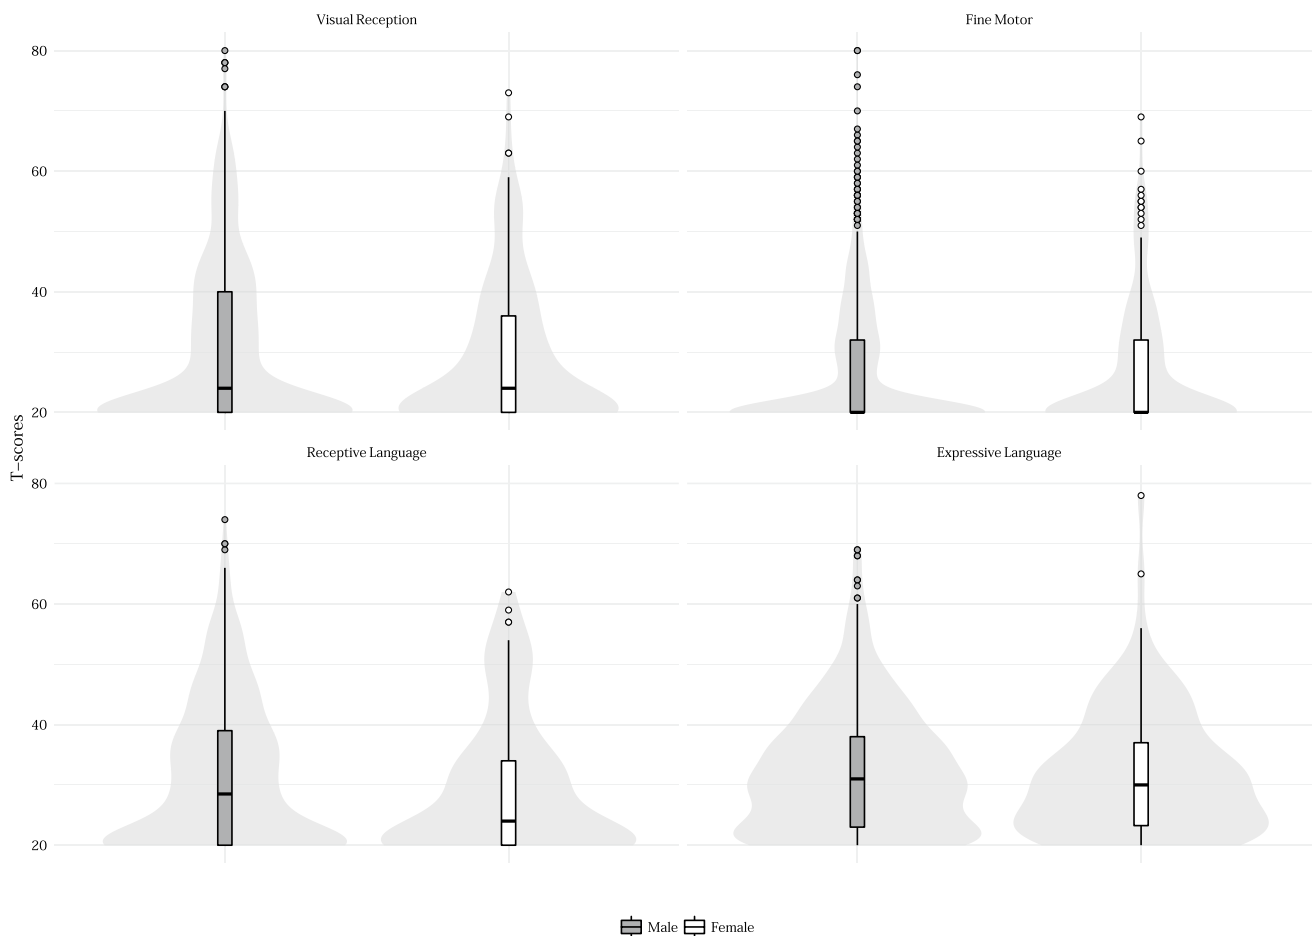 Visual Reception
Fine Motor
80
60
40
20
T−scores
Receptive Language
Expressive Language
80
60
40
20
Male
Female